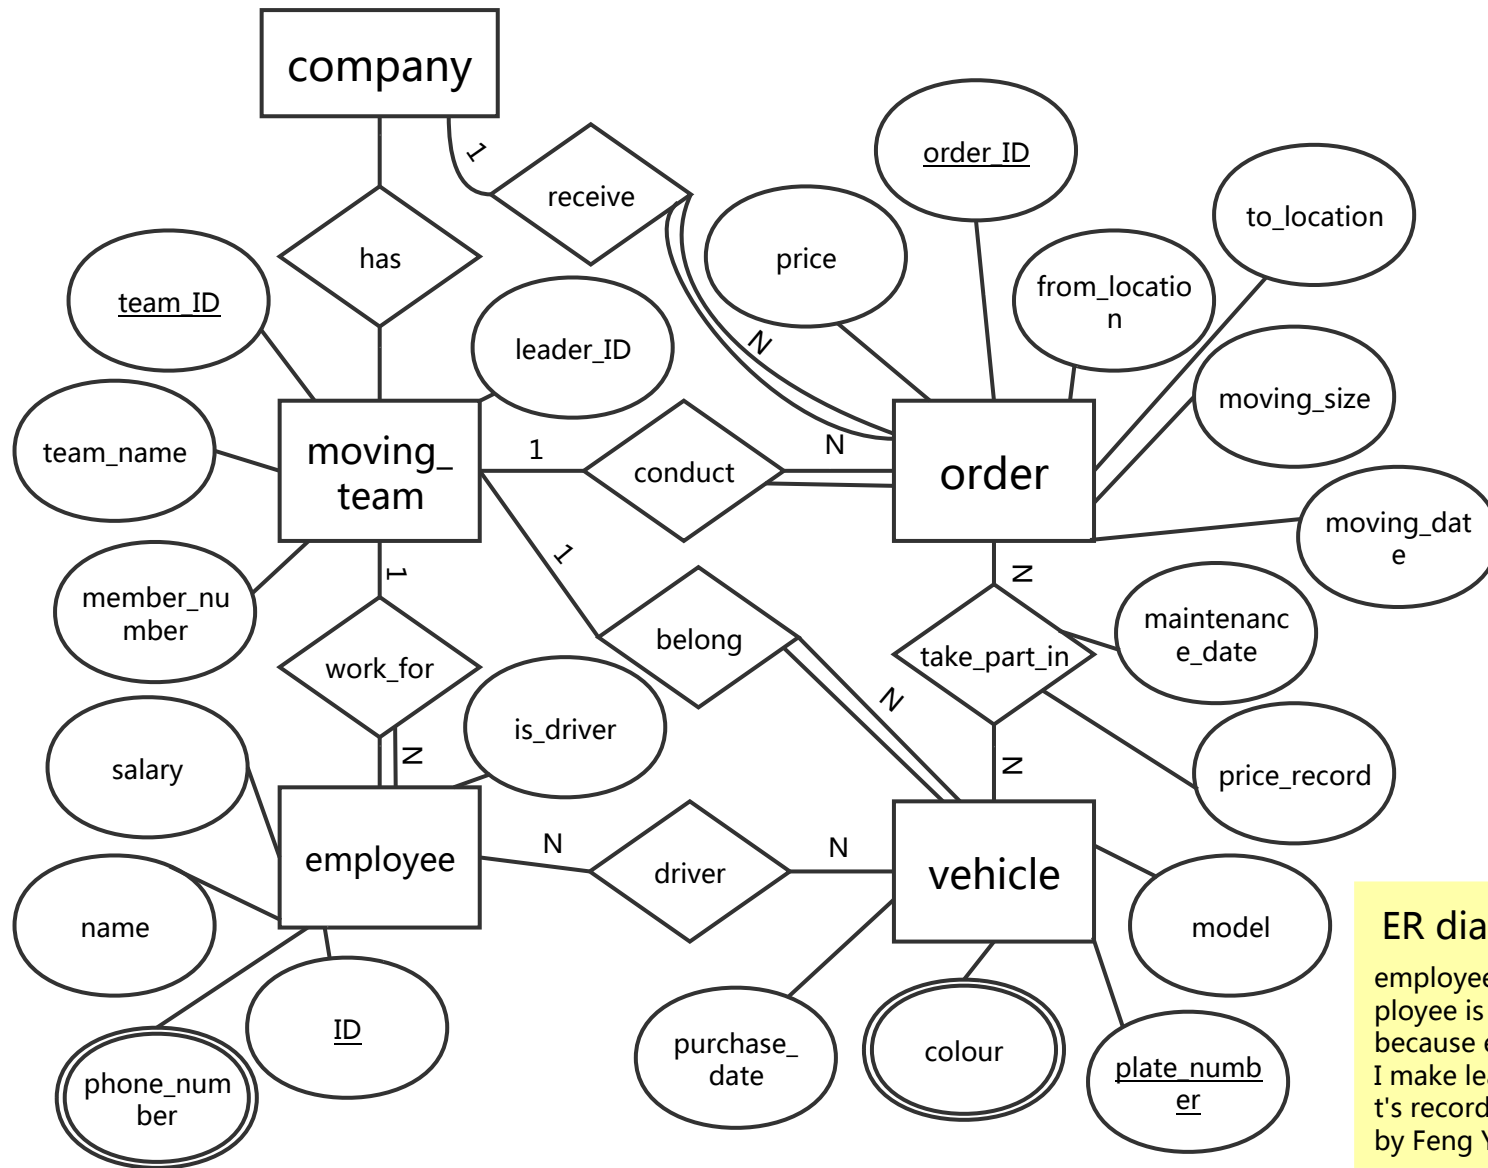 company
1
receive
order_ID
to_location
price
has
from_locatio
n
team_ID
leader_ID
N
moving_size
team_name
moving_
team
1
conduct
N
order
moving_dat
e
1
1
N
member_nu
mber
belong
maintenanc
e_date
work_for
take_part_in
N
is_driver
N
N
salary
price_record
employee
N
driver
N
vehicle
name
model
ID
purchase_
date
colour
plate_numb
er
phone_num
ber
ER dia
employee
ployee is
because e
I make lea
t's record
by Feng Y